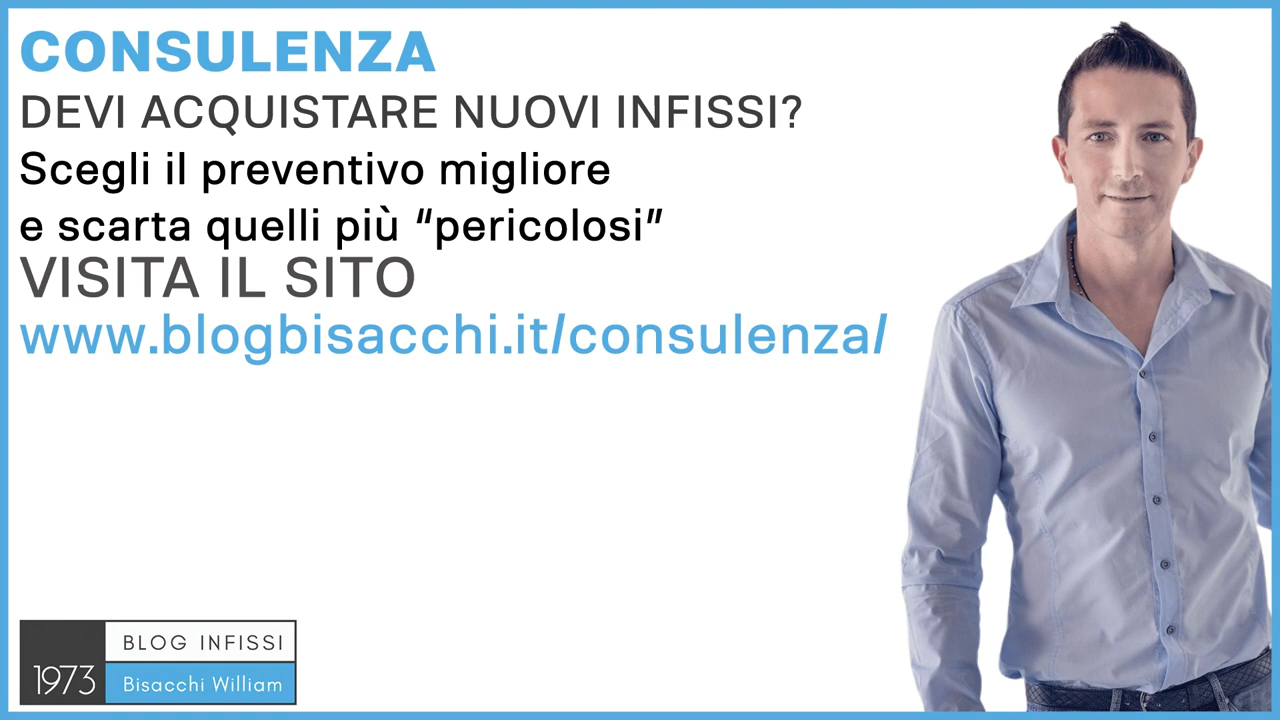 CONSULENZA
DEVI ACQUISTARE NUOVI INFISSI?
Scegli il preventivo migliore
e scarta quelli più “pericolosi”
VISITA IL SITO
www.blogbisacchi.it/consulenza/
1973
BLOG INFISSI
Bisacchi William